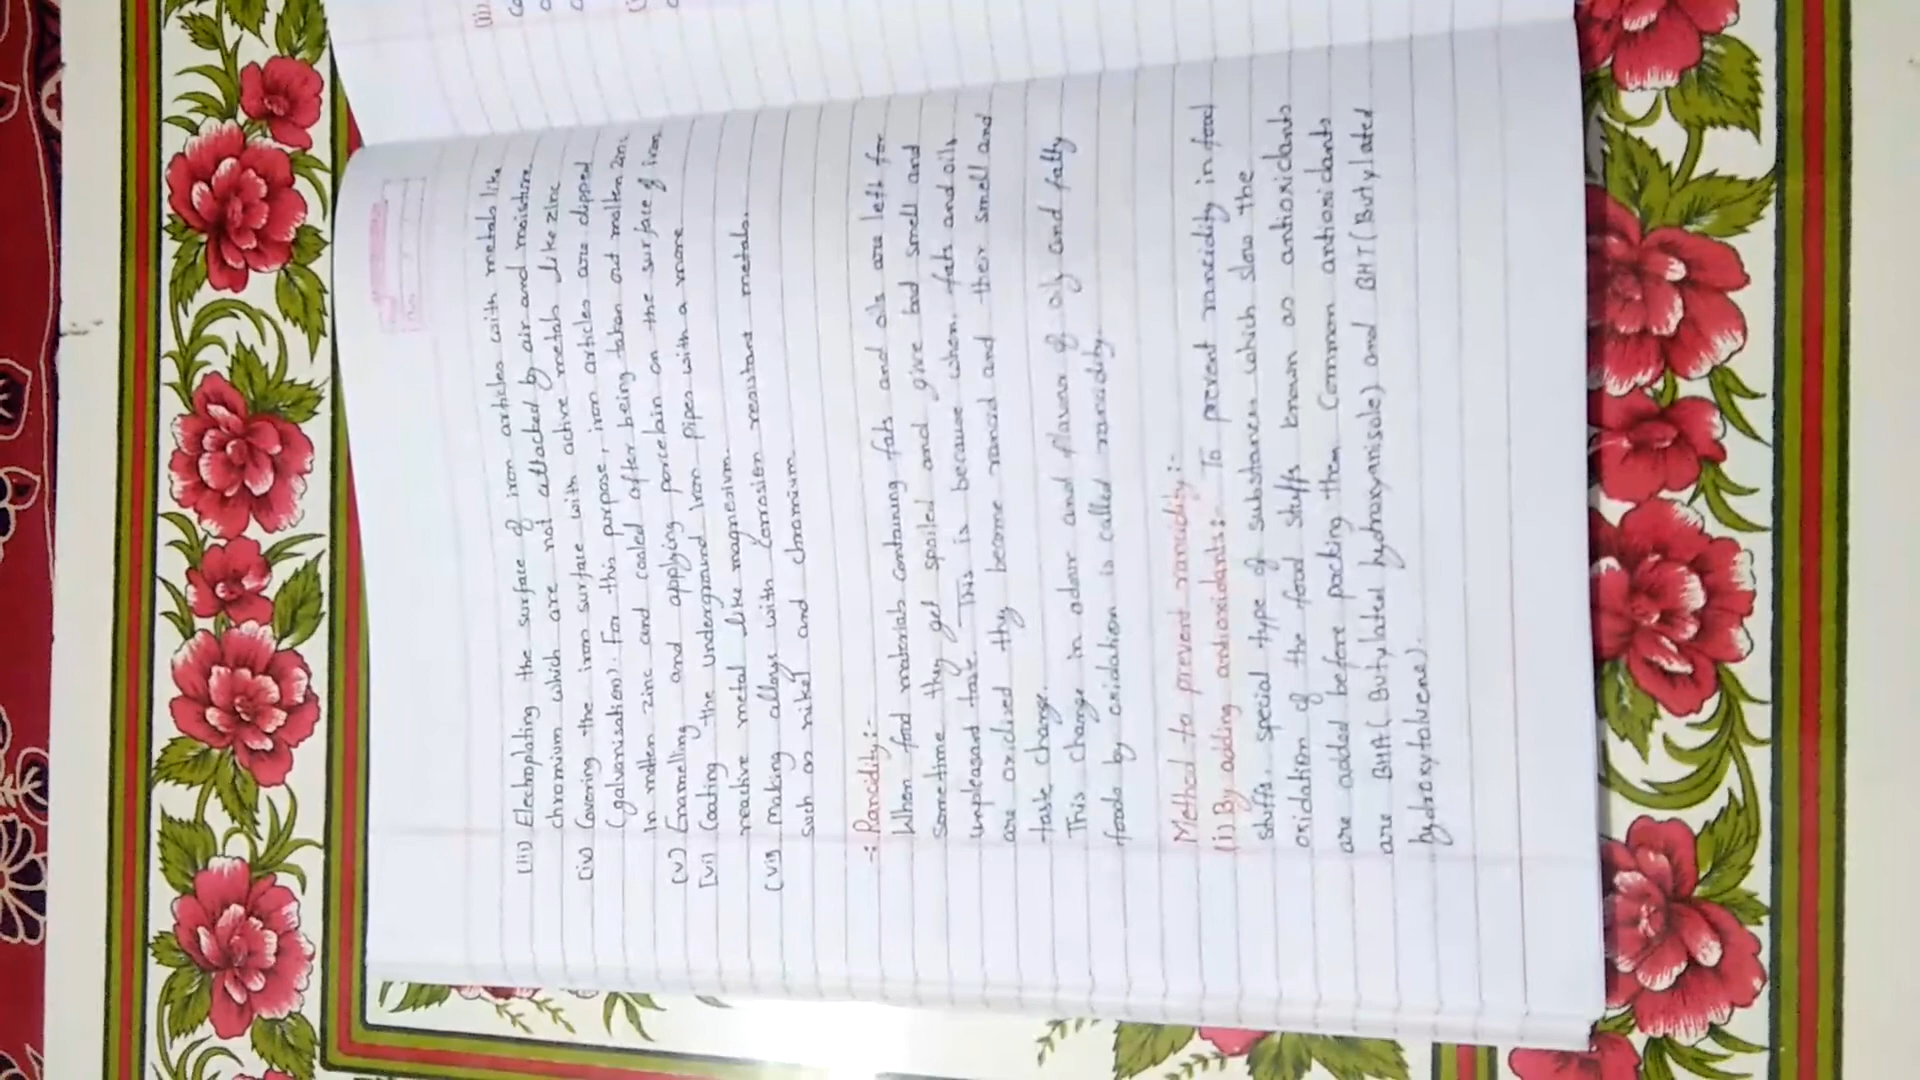 (iii) Electroplating the surface of iron articles with metals like
chromium which are not attacked by air and moisture
(iv) Covering the iron surface with active metals like zinc
(galvanisation). For this purpose, iron articles are dipped
in molten zinc and cooled after being taken out molten zinc
(v) Enamelling and applying porcelain on the surface of iron
(vi) Coating the underground iron pipes with a more
reactive metal like magnesium.
(vii) making alloys with corrosion resistant metals.
such as nikel and chromium.
-: Rancidity:-
When food materials containing fats and oils are left for
Sometime they get spoiled and give bad smell and
unpleasant taste. This is because when fats and oils
are oxidised they become rancid and their smell and
taste change.
This change in odour and flavour of oily and fatty
foods by oxidation is called rancidity.
Method to prevent rancidity:-
(i) By adding antioxidants:- To prevent rancidity in food
stuffs, special type of substances which slow the
oxidation of the food stuffs known as antioxidants
are added before packing them Common antioxidants
are BHA (Butylated hydroxyanisole) and BHT (Butylated
hydroxytoluene).